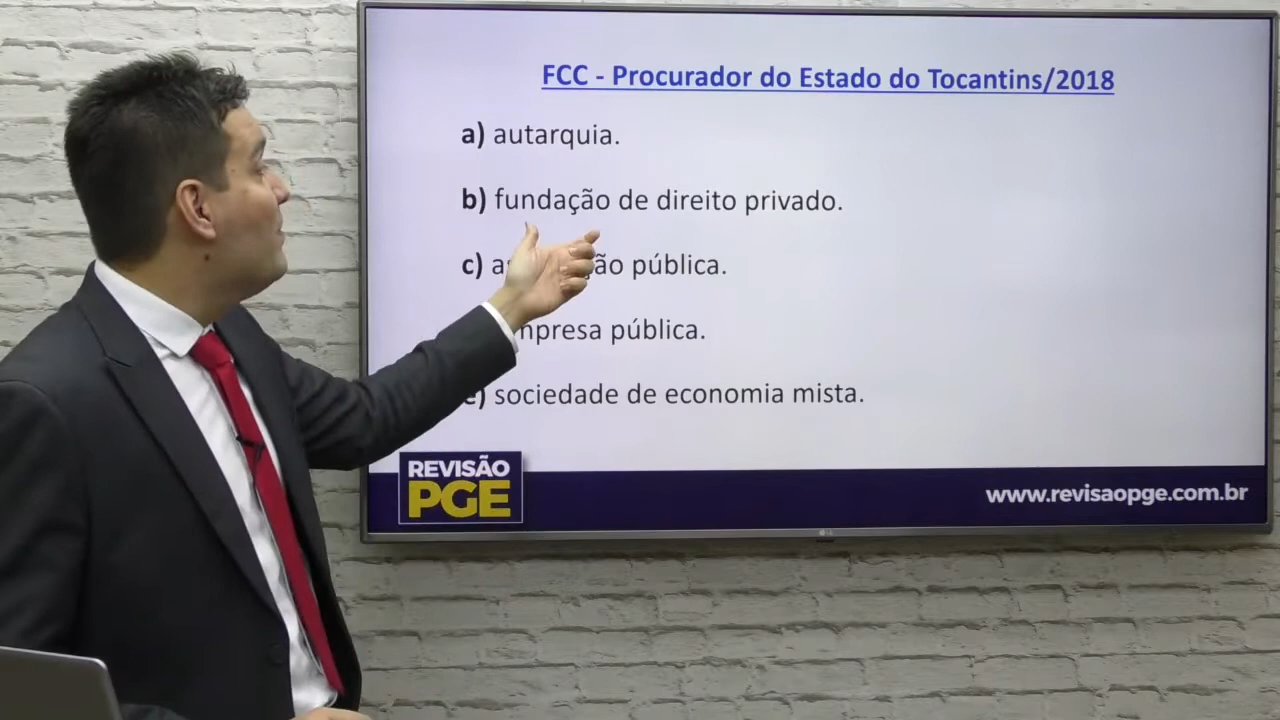 FCC - Procurador do Estado do Tocantins/2018
a) autarquia.
b) fundação de direito privado.
c) pública.
pública.
e) sociedade de economia mista.
REVISÃO
PGE
www.revisaopge.com.br
LG